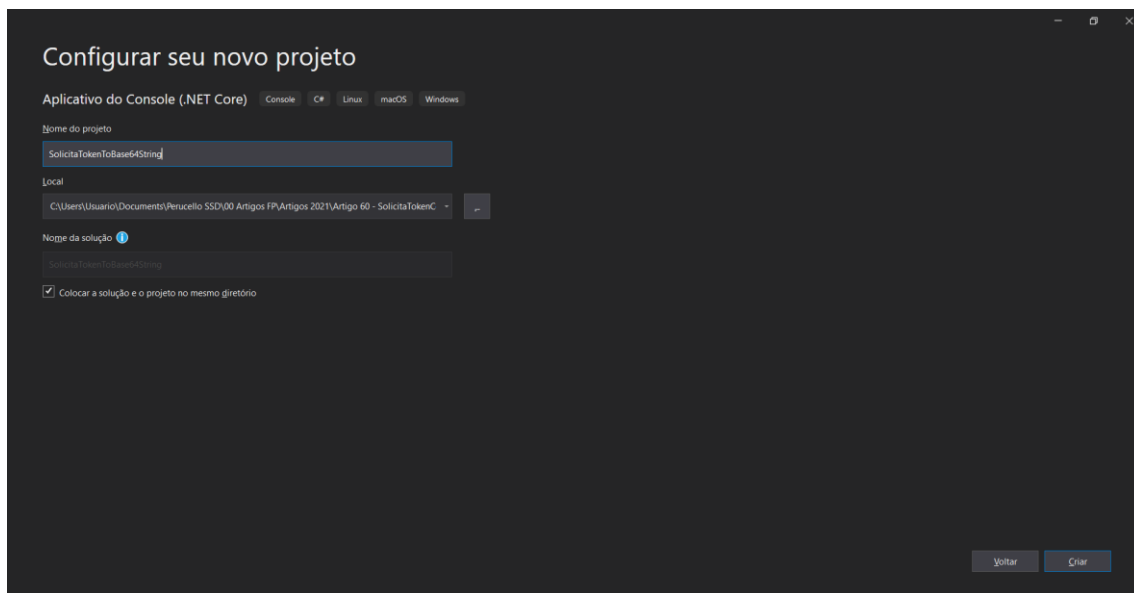 Configurar seu novo projeto
Aplicativo do Console (.NET Core) Console C# Linux macOS Windows
Nome do projeto
SolicitaTokenToBase64String
Local
C:\Users\Usuario\Documents\Perucello SSD\00 Artigos FP\Artigos 2021\Artigo 60 - SolicitaTokenC
Nome da solução
SolicitaTokenToBase64String
Colocar a solução e o projeto no mesmo diretório
Voltar Criar